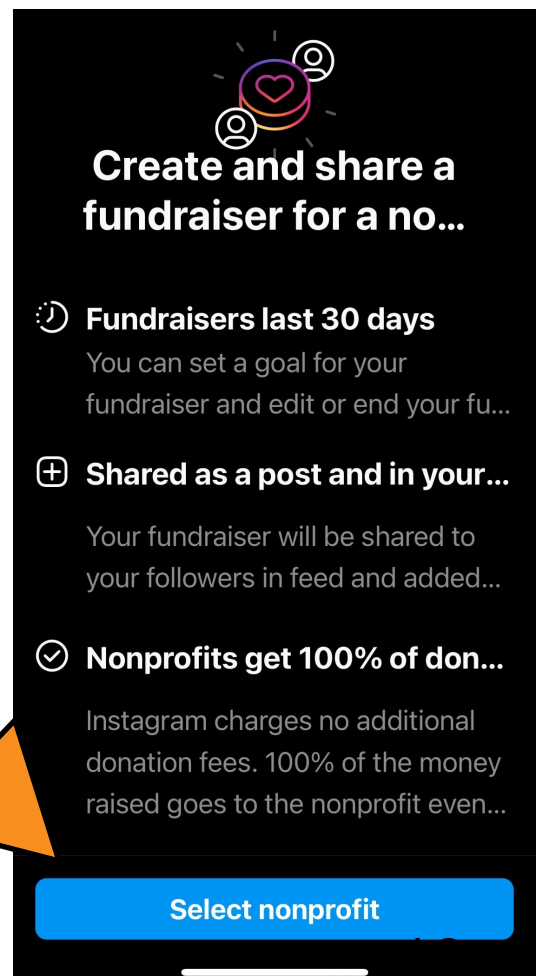 Create and share a
fundraiser for a no...
Fundraisers last 30 days
You can set a goal for your
fundraiser and edit or end your fu...
Shared as a post and in your...
Your fundraiser will be shared to
your followers in feed and added...
Nonprofits get 100% of don...
Instagram charges no additional
donation fees. 100% of the money
raised goes to the nonprofit even...
Select nonprofit